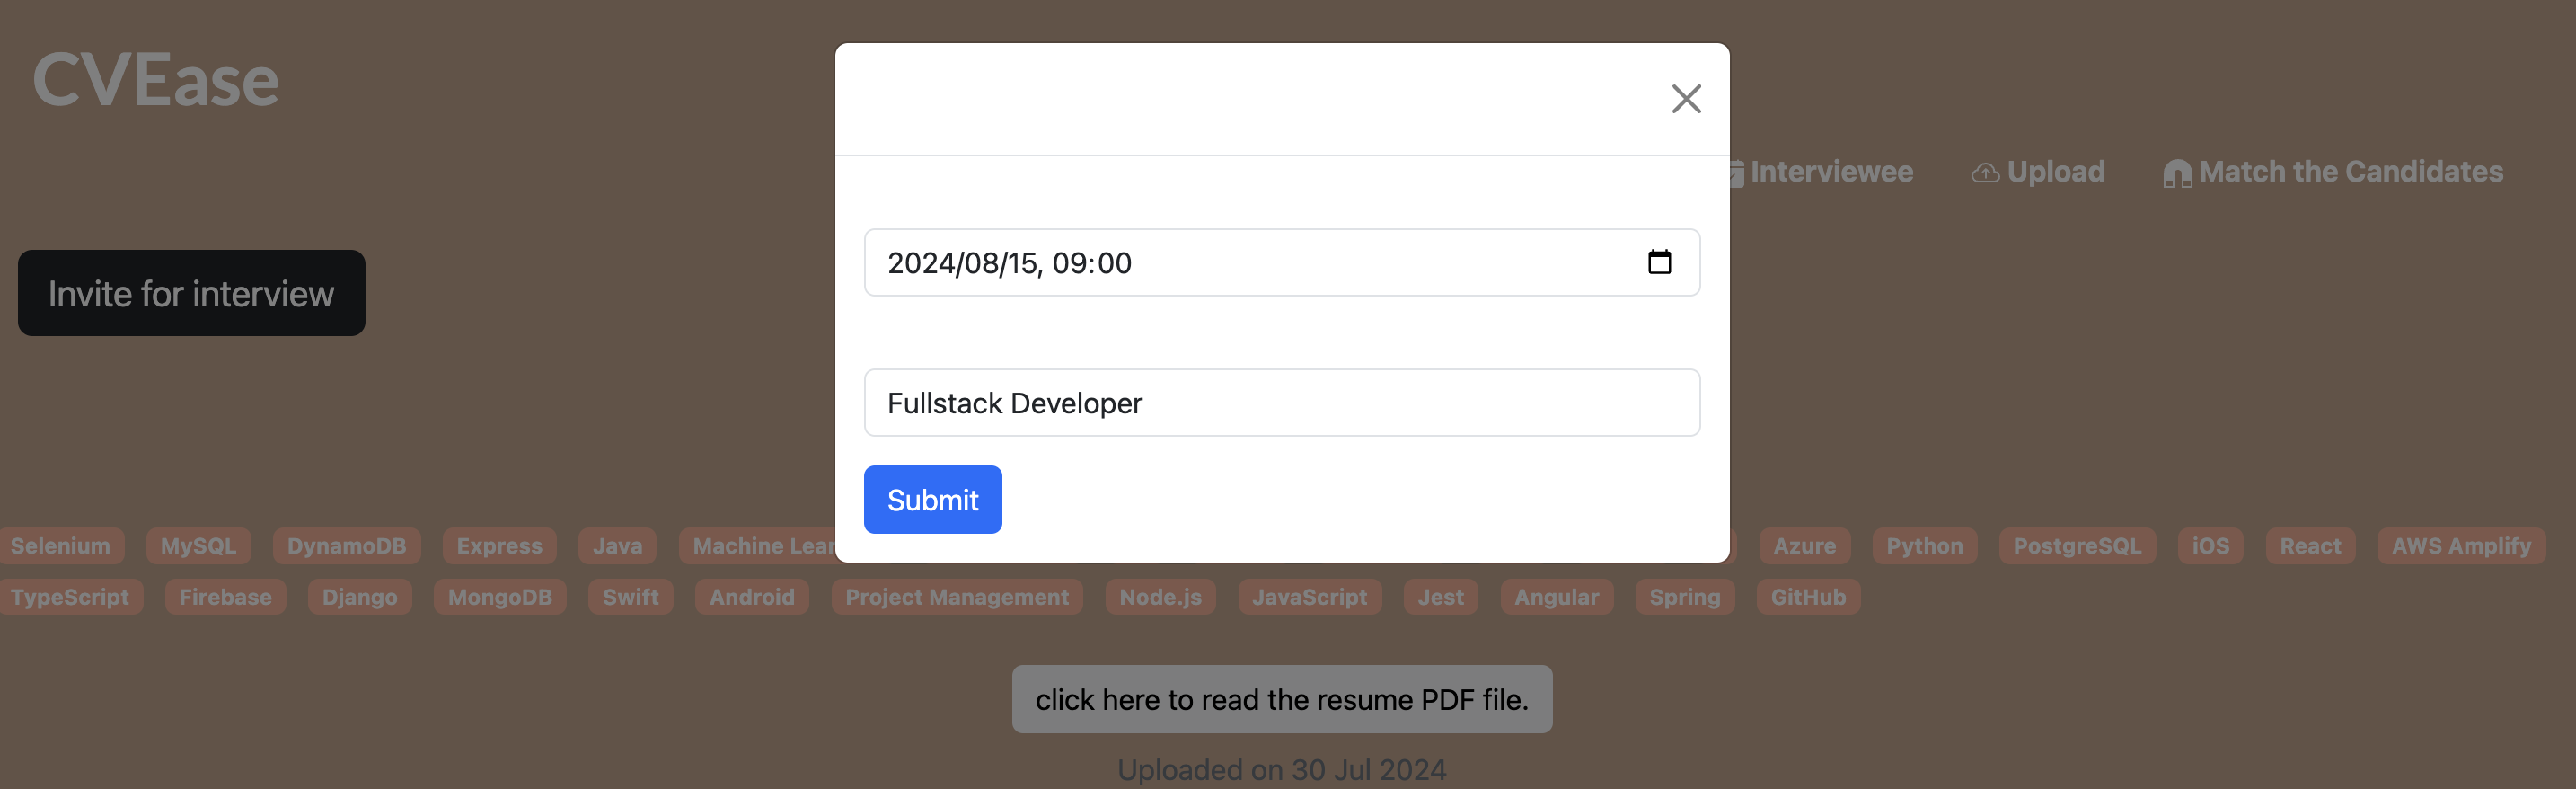 CVEase
Interviewee Upload Match the Candidates
2024/08/15, 09:00
Invite for interview
Fullstack Developer
Submit
Selenium MySQL DynamoDB Express Java Machine Azure Python PostgreSQL iOS React AWS Amplify
TypeScript Firebase Django MongoDB Swift Android Project Management Node.js JavaScript Jest Angular Spring GitHub
click here to read the resume PDF file.
Uploaded on 30 Jul 2024